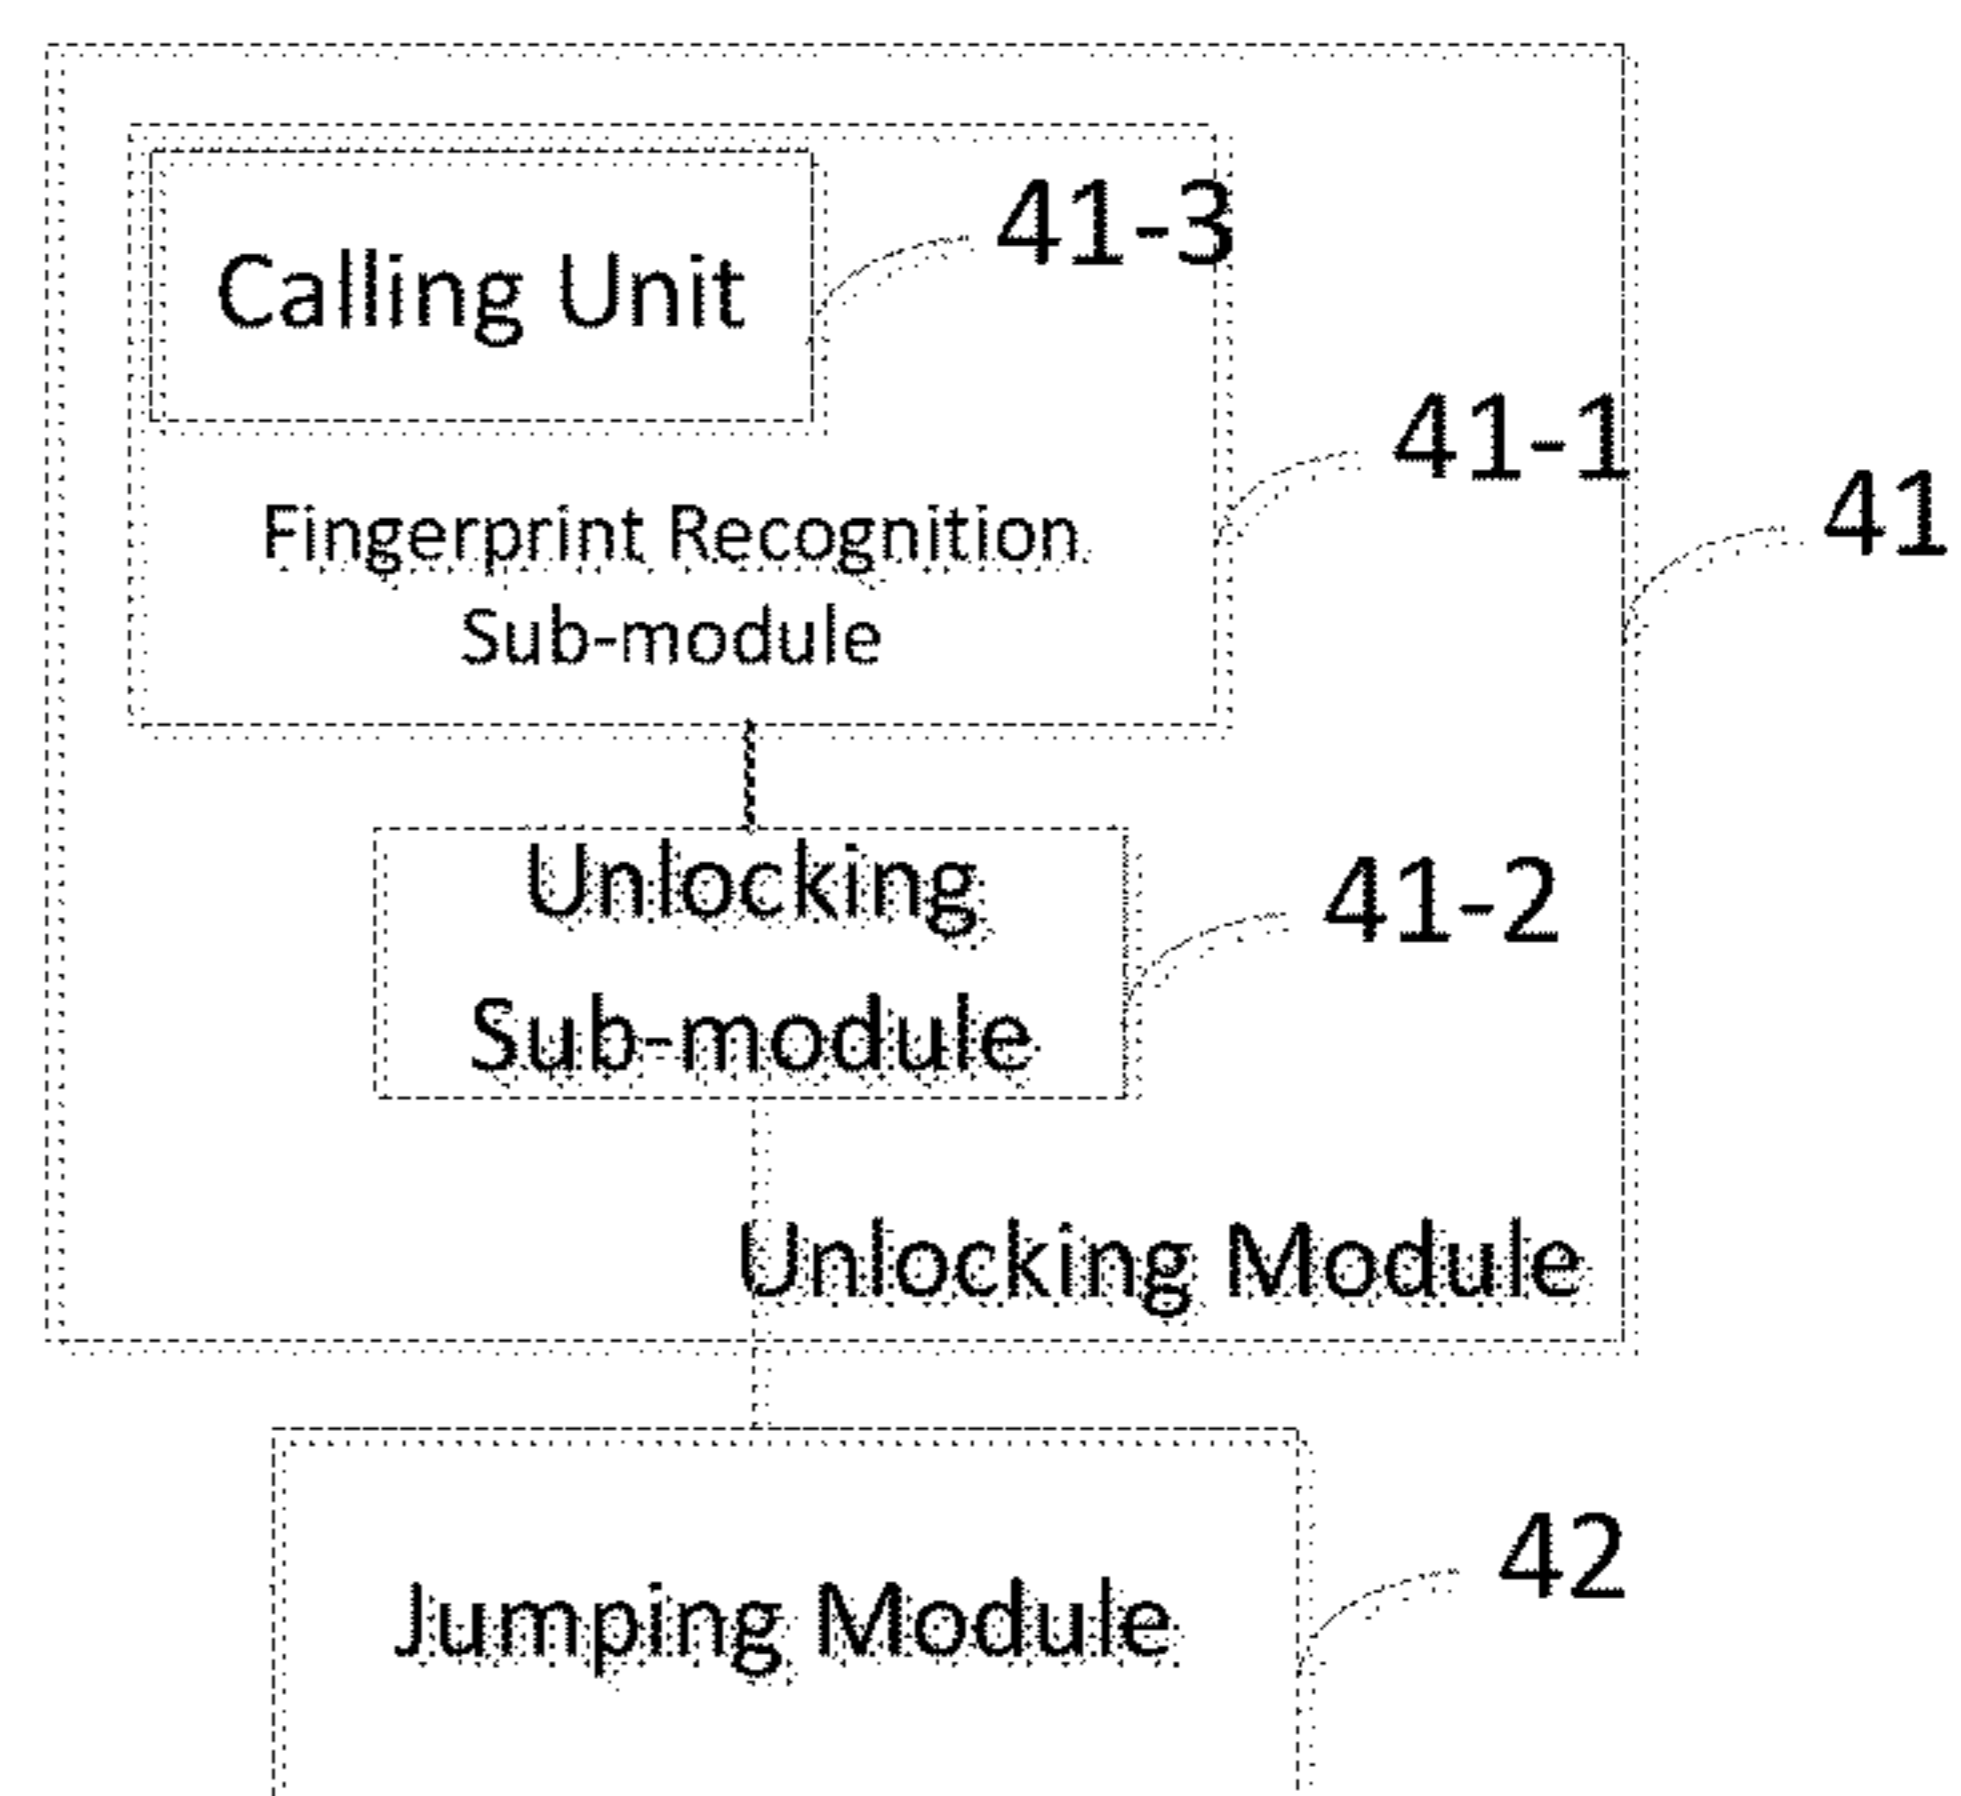 Calling Unit
41-3
41-1
41
Fingerprint Recognition
Sub-module
Unlocking
Sub-module
41-2
Unlocking Module
Jumping Module
42